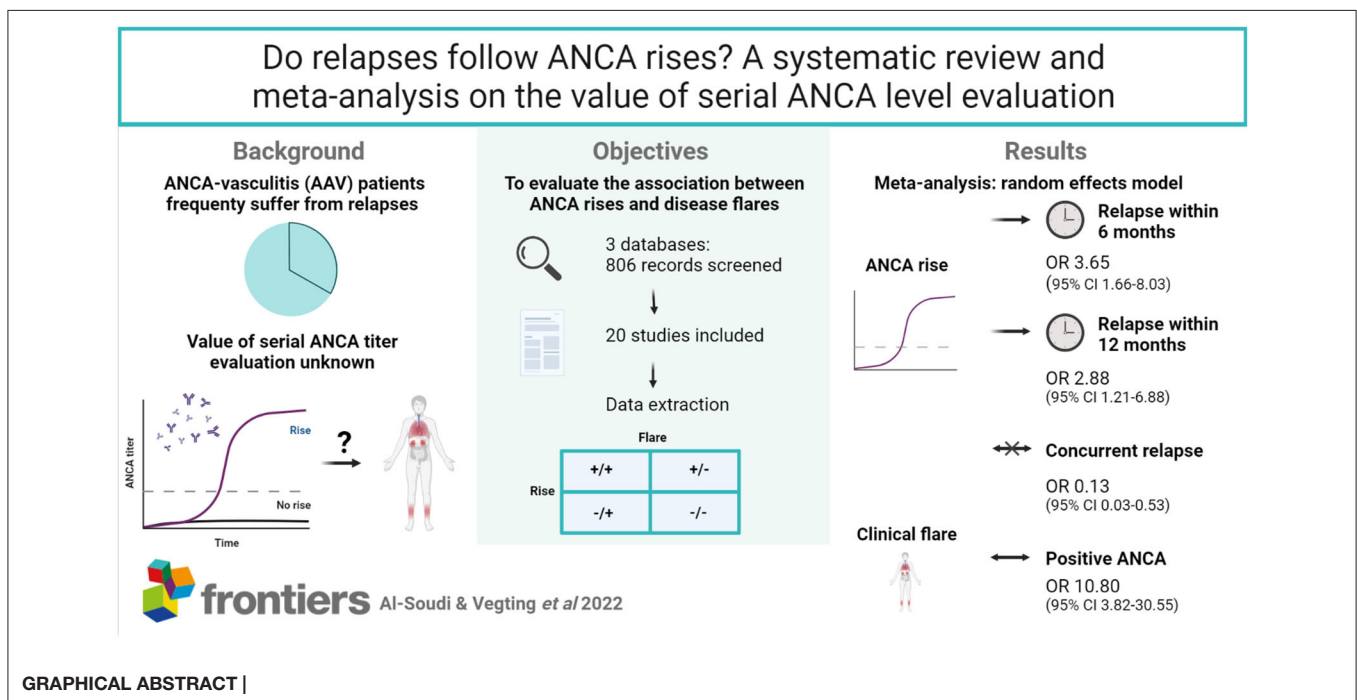 Do relapses follow ANCA rises? A systematic review and
meta-analysis on the value of serial ANCA level evaluation
Background
ANCA-vasculitis (AAV) patients
frequenty suffer from relapses
Value of serial ANCA titer
evaluation unknown
ANCA titer
Rise
No rise
Time
?
Objectives
To evaluate the association between
ANCA rises and disease flares
3 databases:
806 records screened
20 studies included
Data extraction
Flare
Rise
+/+
+/-
-/+
-/-
Results
Meta-analysis: random effects model
ANCA rise
Relapse within
6 months
OR 3.65
(95% CI 1.66-8.03)
Relapse within
12 months
OR 2.88
(95% CI 1.21-6.88)
Concurrent relapse
OR 0.13
(95% CI 0.03-0.53)
Clinical flare
Positive ANCA
OR 10.80
(95% CI 3.82-30.55)
frontiers
Al-Soudi & Vegting et al 2022
GRAPHICAL ABSTRACT |